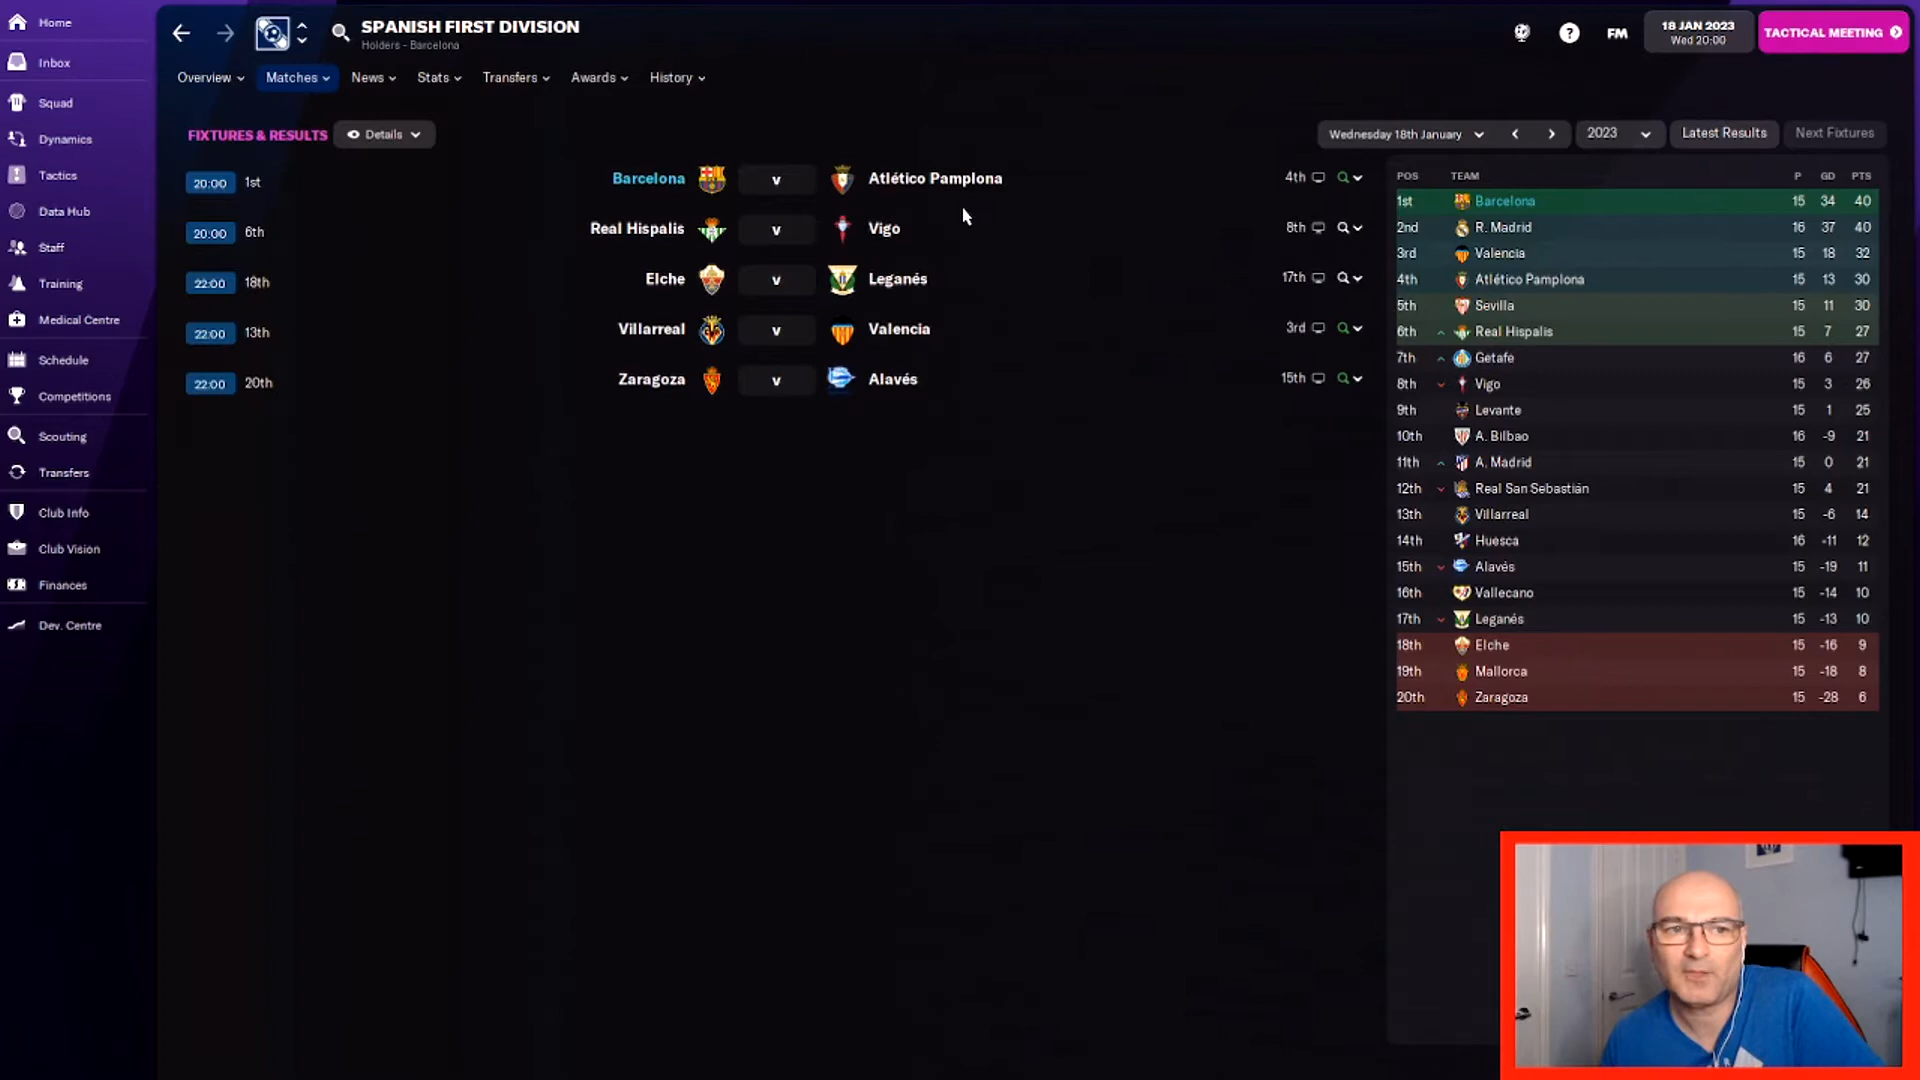 Home
Inbox
Squad
Dynamics
Tactics
Data Hub
Staff
Training
Medical Centre
Schedule
Competitions
Scouting
Transfers
Club Info
Club Vision
Finances
Dev. Centre
SPANISH FIRST DIVISION
Holders - Barcelona
? FM
18 JAN 2023
Wed 20:00
TACTICAL MEETING
Overview Matches News Stats Transfers Awards History
FIXTURES & RESULTS Details
Wednesday 18th January 2023 Latest Results Next Fixtures
20:00 1st Barcelona v Atlético Pamplona 4th
20:00 6th Real Hispalis v Vigo 8th
22:00 18th Elche v Leganés 17th
22:00 13th Villarreal v Valencia 3rd
22:00 20th Zaragoza v Alavés 15th
POS TEAM P GD PTS
1st Barcelona 15 34 40
2nd R. Madrid 16 37 40
3rd Valencia 15 18 32
4th Atlético Pamplona 15 13 30
5th Sevilla 15 11 30
6th Real Hispalis 15 7 27
7th Getafe 16 6 27
8th Vigo 15 3 26
9th Levante 15 1 25
10th A. Bilbao 16 -9 21
11th A. Madrid 15 0 21
12th Real San Sebastián 15 4 21
13th Villarreal 15 -6 14
14th Huesca 16 -11 12
15th Alavés 15 -19 11
16th Vallecano 15 -14 10
17th Leganés 15 -13 10
18th Elche 15 -16 9
19th Mallorca 15 -18 8
20th Zaragoza 15 -28 6